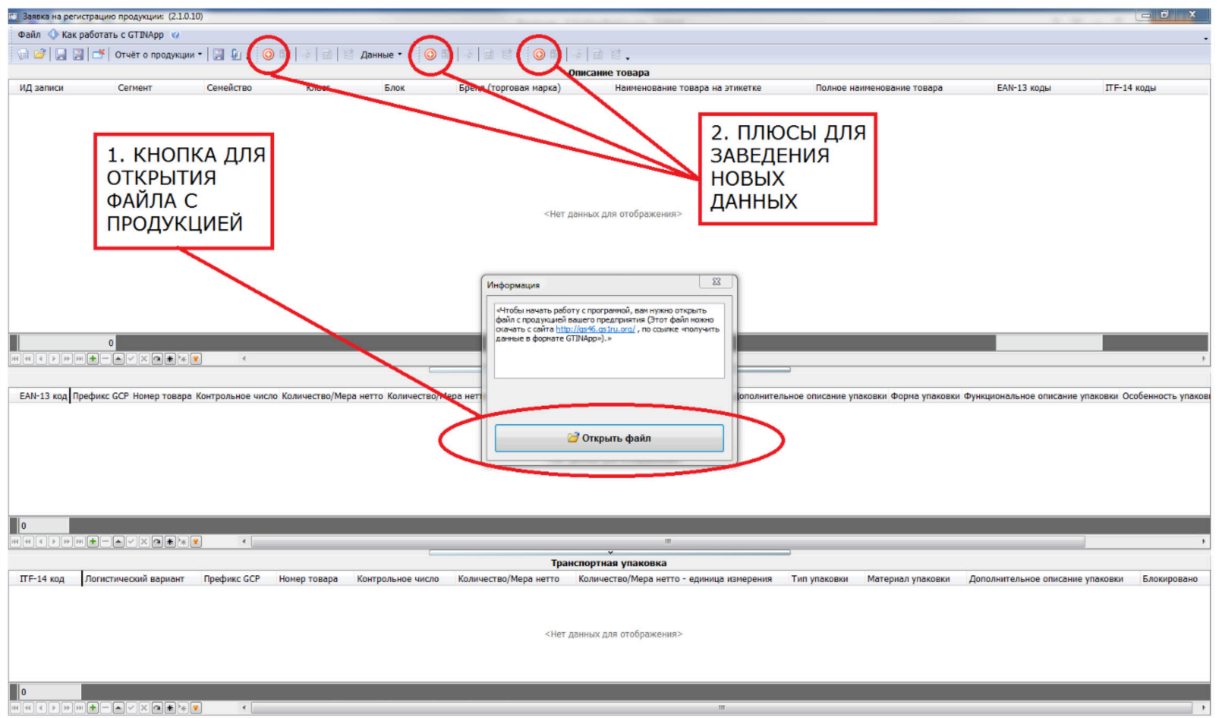 Заявка на регистрацию продукции: (2.1.0.10)
Файл Как работать с GTINApp
Отчёт о продукции Данные
Описание товара
ИД записи Сегмент Семейство Класс Блок Бренд (торговая марка) Наименование товара на этикетке Полное наименование товара EAN-13 коды ITF-14 коды
1. КНОПКА ДЛЯ
ОТКРЫТИЯ
ФАЙЛА С
ПРОДУКЦИЕЙ
2. ПЛЮСЫ ДЛЯ
ЗАВЕДЕНИЯ
НОВЫХ
ДАННЫХ
<Нет данных для отображения>
Информация
«Чтобы начать работу с программой, вам нужно открыть
файл с продукцией вашего предприятия (Этот файл можно
скачать с сайта http://gs46.gs1ru.org/ , по ссылке «получить
данные в формате GTINApp»).»
0
EAN-13 код Префикс GCP Номер товара Контрольное число Количество/Мера нетто Количество/Мера нетто Дополнительное описание упаковки Форма упаковки Функциональное описание упаковки Особенность упаковки
Открыть файл
0
Транспортная упаковка
ITF-14 код Логистический вариант Префикс GCP Номер товара Контрольное число Количество/Мера нетто Количество/Мера нетто - единица измерения Тип упаковки Материал упаковки Дополнительное описание упаковки Блокировано
<Нет данных для отображения>
0